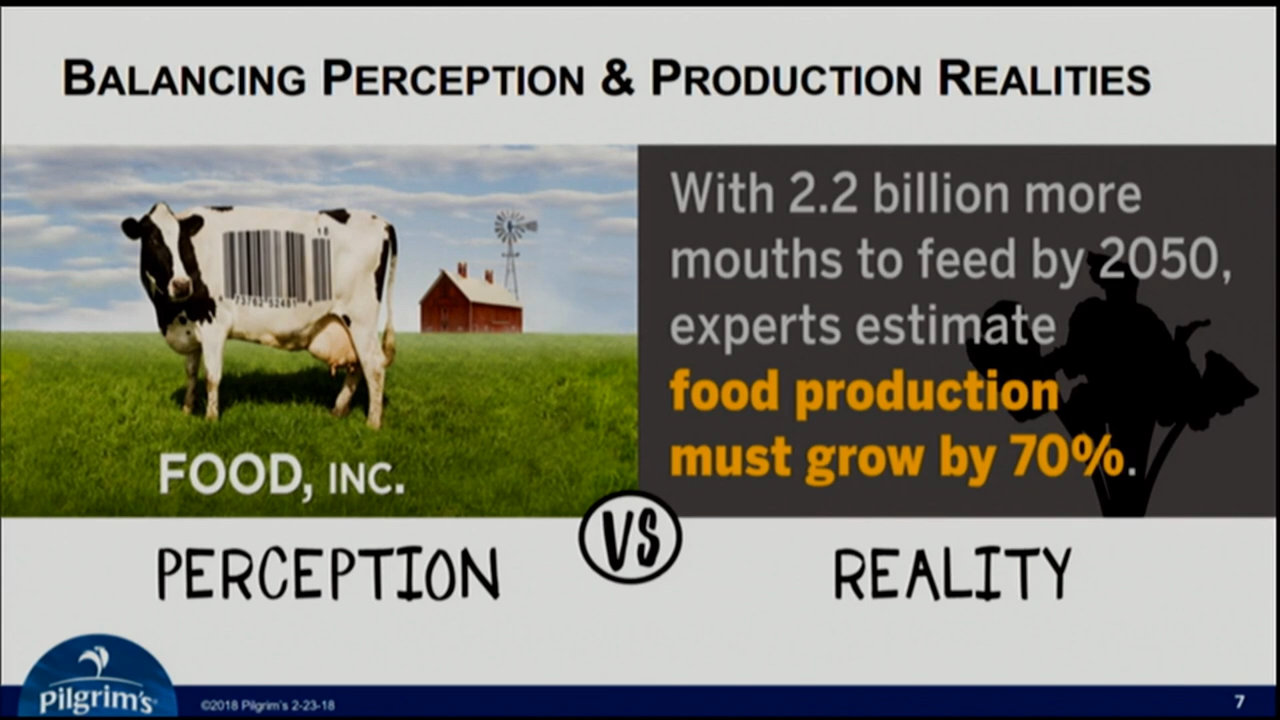 BALANCING PERCEPTION & PRODUCTION REALITIES
With 2.2 billion more
mouths to feed by 2050,
experts estimate
food production
must grow by 70%.
FOOD, INC.
VS
PERCEPTION
REALITY
Pilgrim's
©2018 Pilgrim's 2-23-18
7